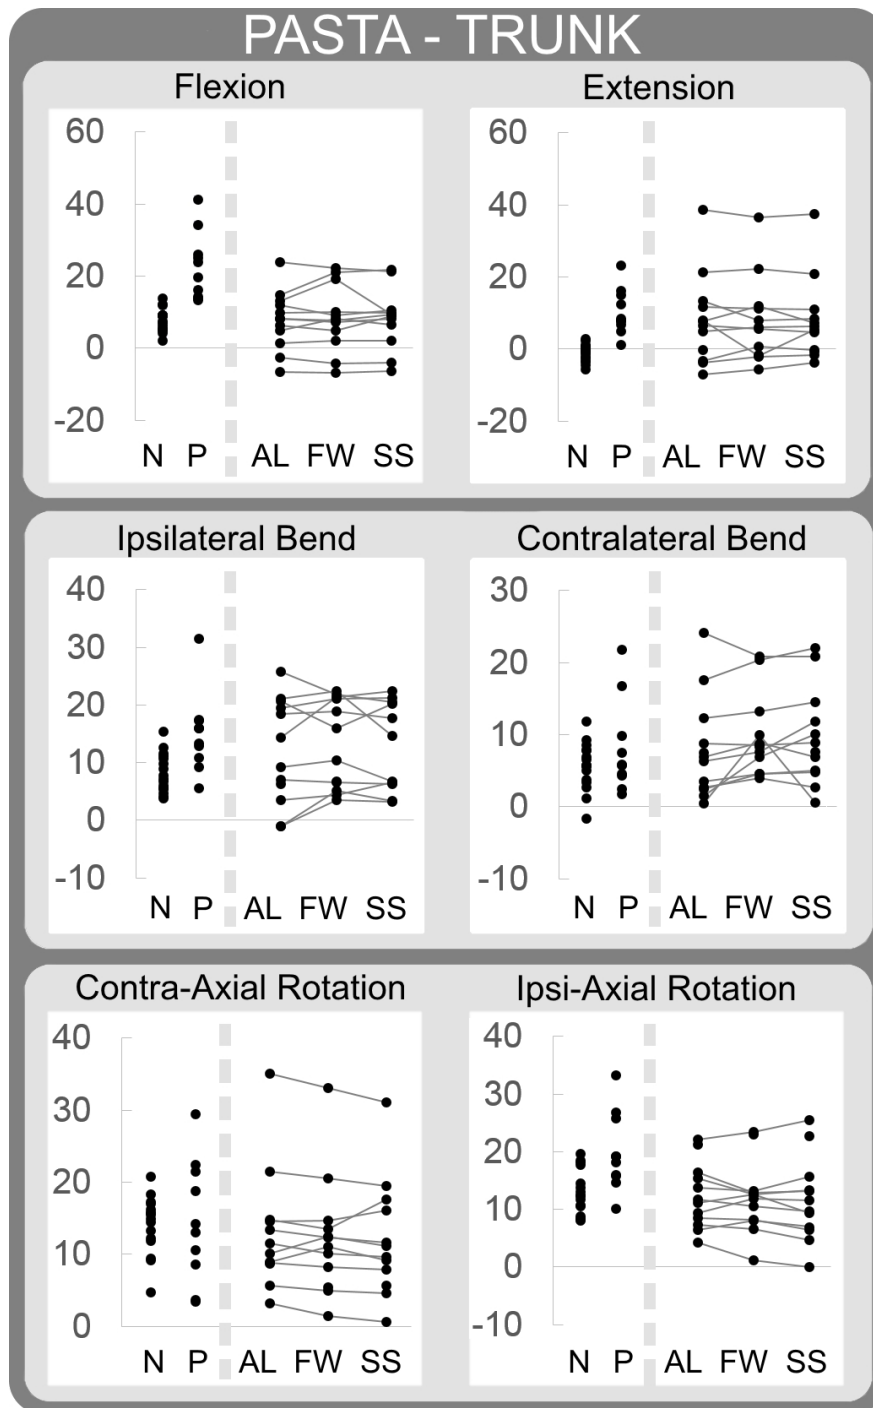 PASTA - TRUNK
Flexion
60
40
20
0
-20
N P AL FW SS
Extension
60
40
20
0
-20
N P AL FW SS
Ipsilateral Bend
40
30
20
10
0
-10
N P AL FW SS
Contralateral Bend
30
20
10
0
-10
N P AL FW SS
Contra-Axial Rotation
40
30
20
10
0
N P AL FW SS
Ipsi-Axial Rotation
40
30
20
10
0
-10
N P AL FW SS